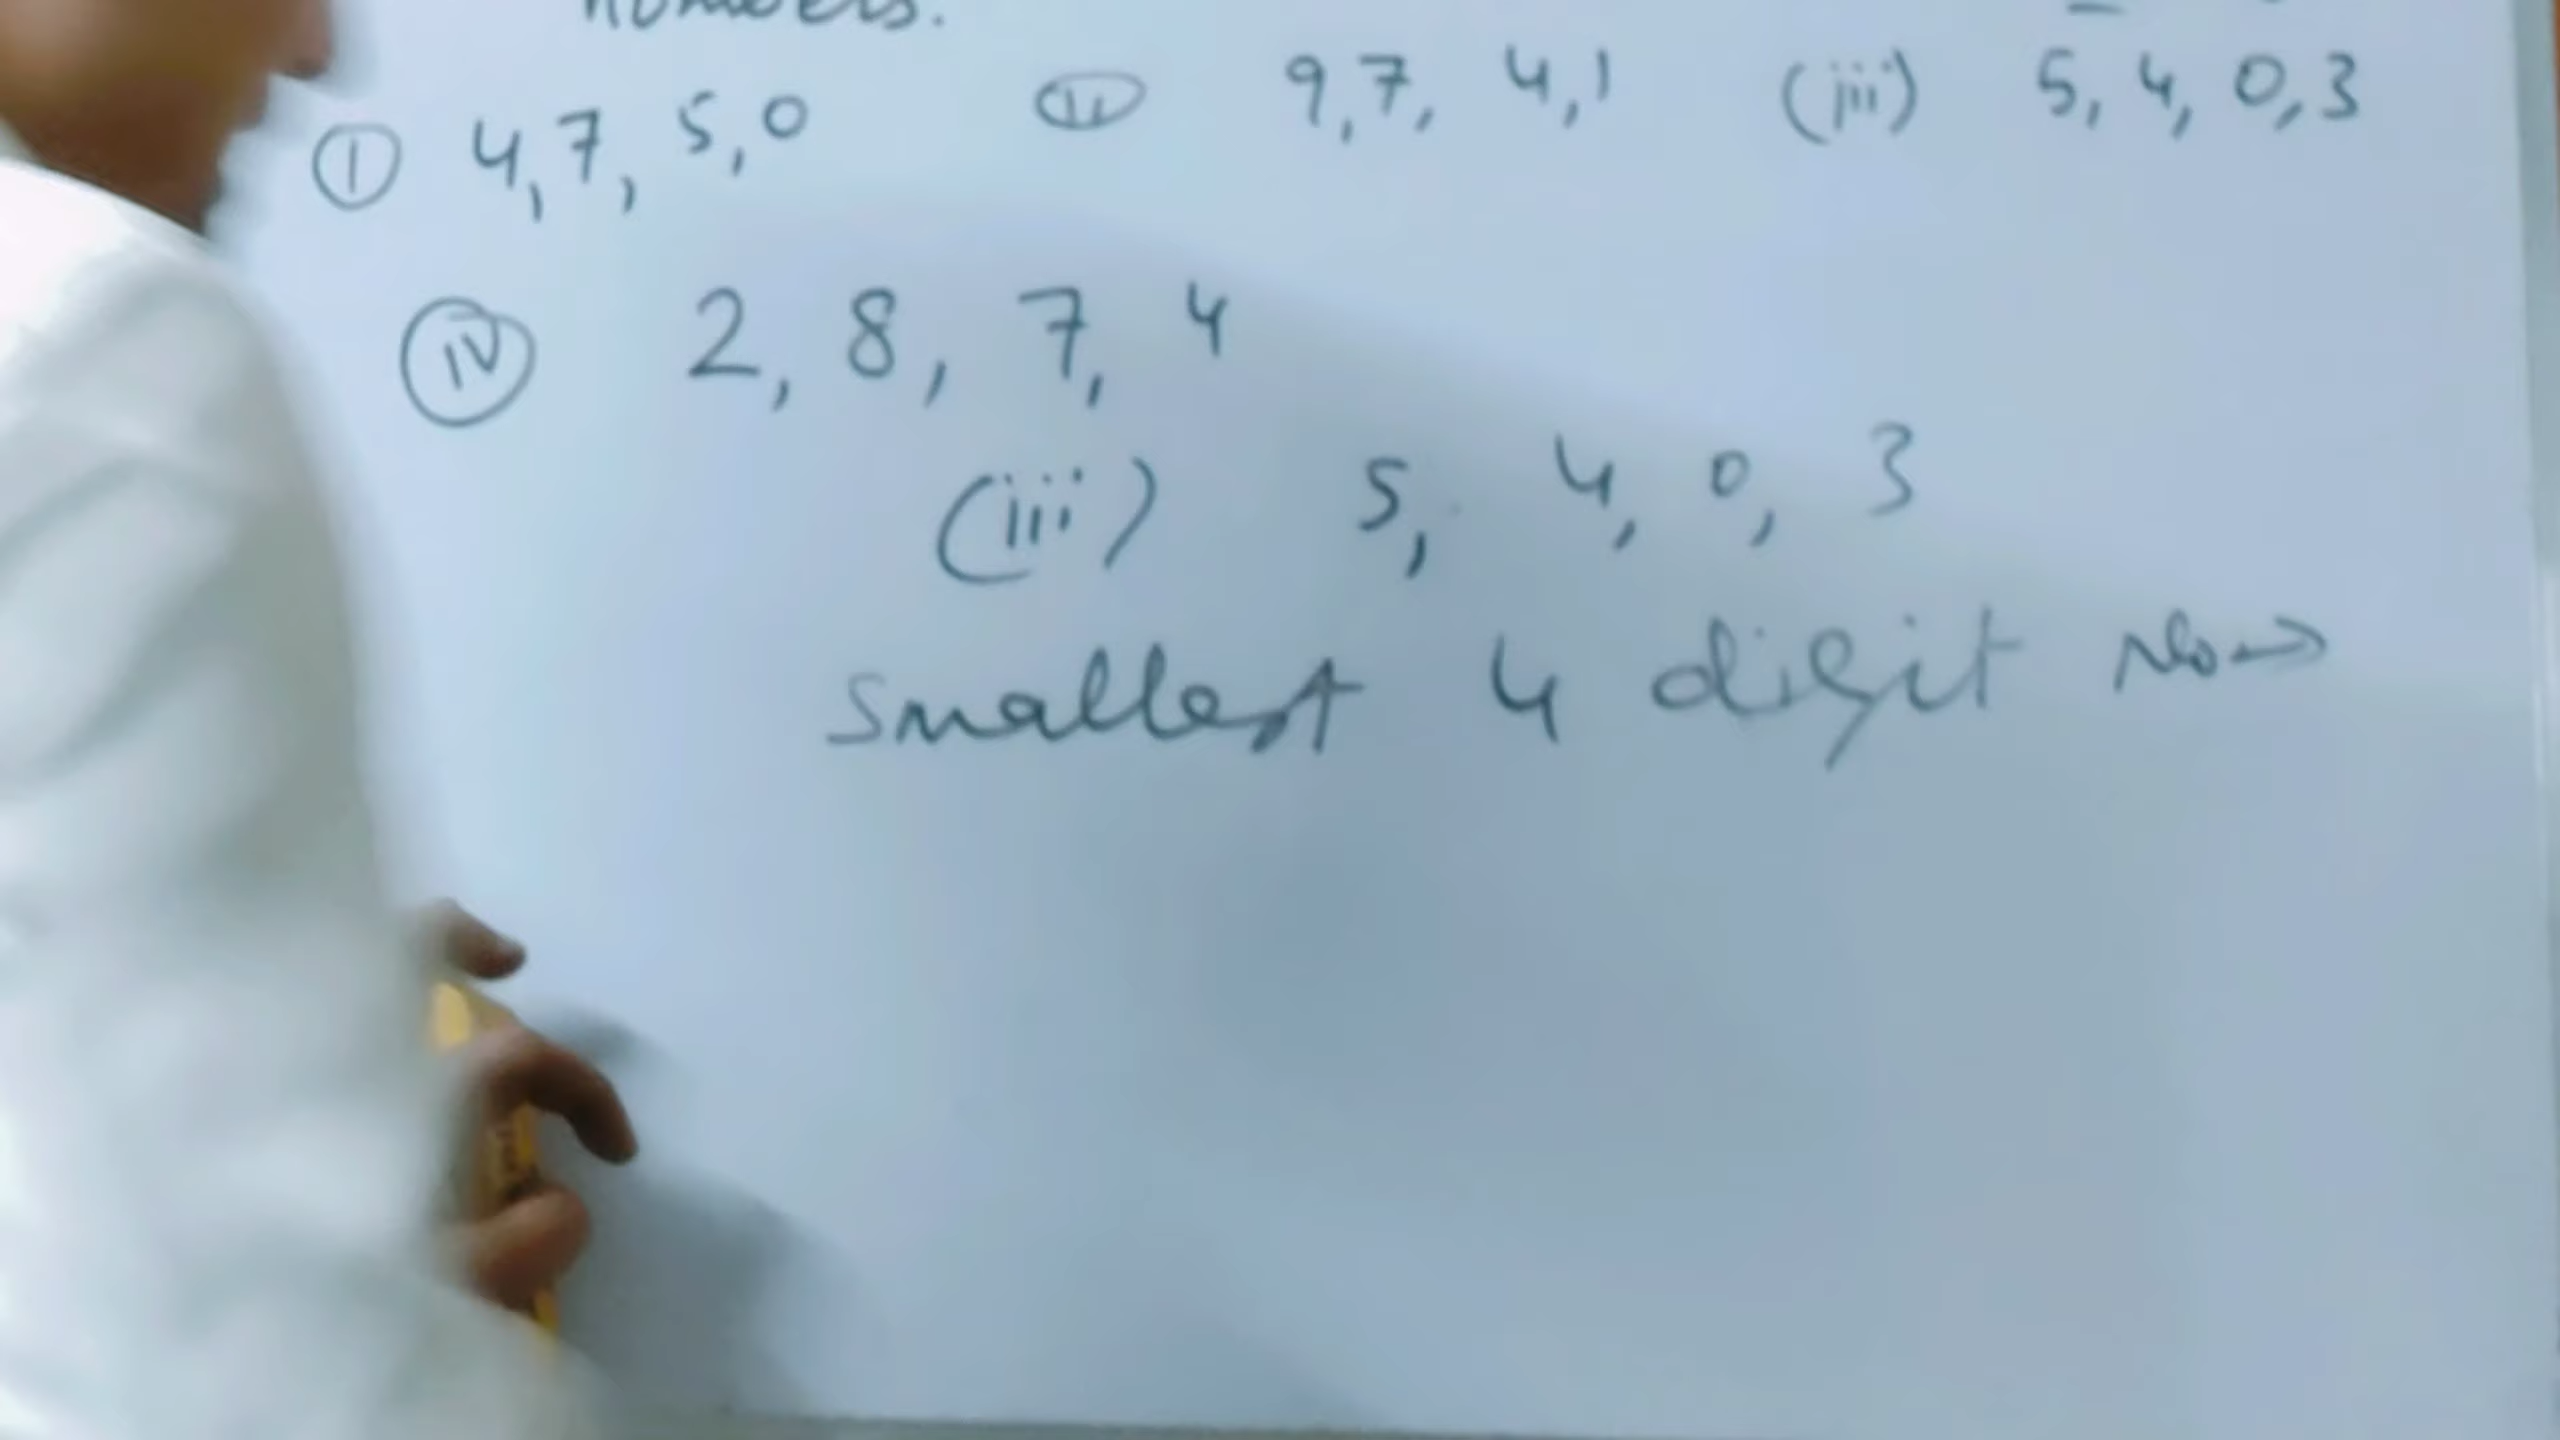 numbers.
① 4,7, 5,0 ⓘⓘ 9,7, 4,1 (iii) 5, 4, 0,3
ⓘⓥ 2, 8, 7, 4
(iii) 5, 4, 0, 3
Smallest 4 digit No →